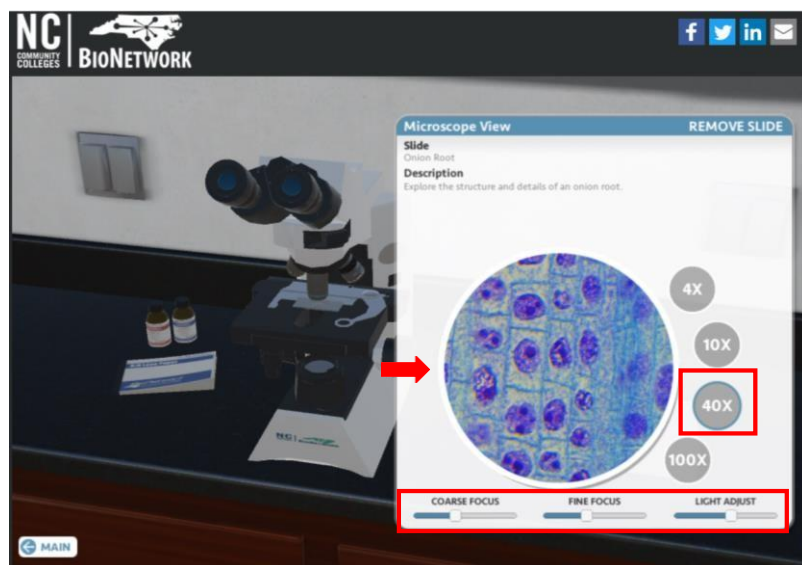 NC
COMMUNITY
COLLEGES
BIONETWORK
Microscope View REMOVE SLIDE
Slide
Onion Root
Description
Explore the structure and details of an onion root.
4X
10X
40X
100X
COARSE FOCUS FINE FOCUS LIGHT ADJUST
NC
MAIN